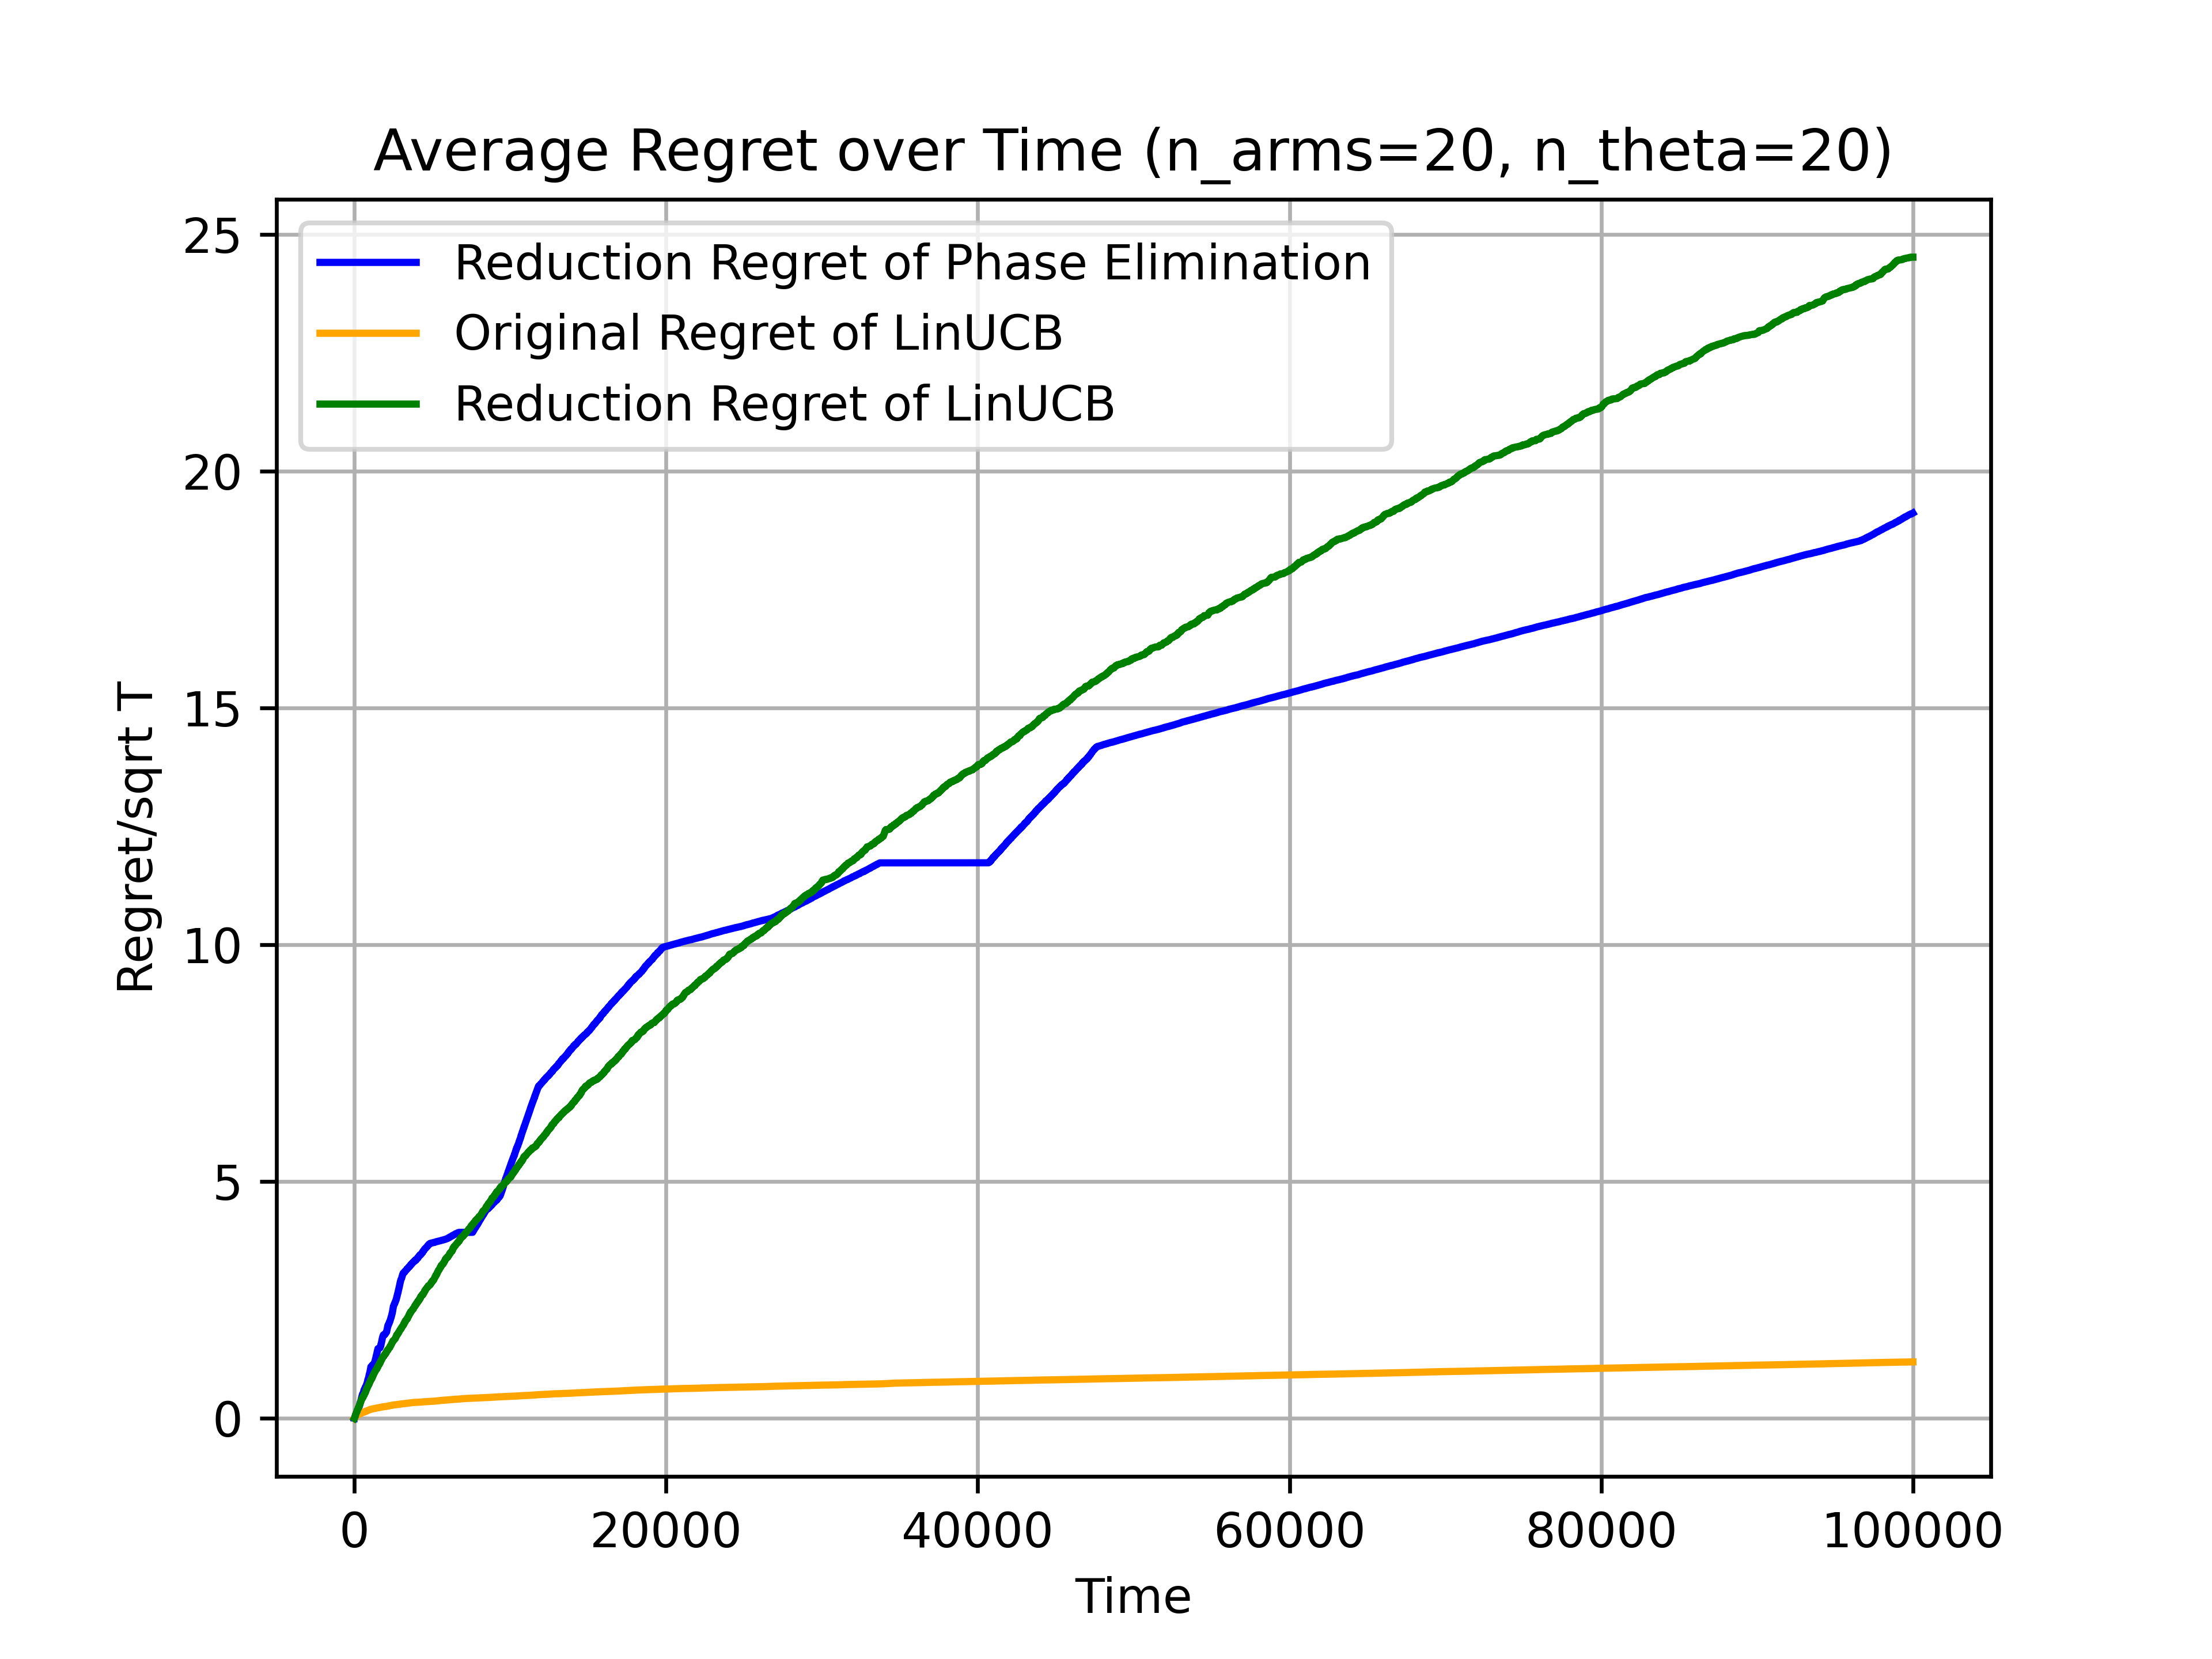 Average Regret over Time (n_arms=20, n_theta=20)
Reduction Regret of Phase Elimination
Original Regret of LinUCB
Reduction Regret of LinUCB
Regret/sqrt T
25
20
15
10
5
0
0 20000 40000 60000 80000 100000
Time